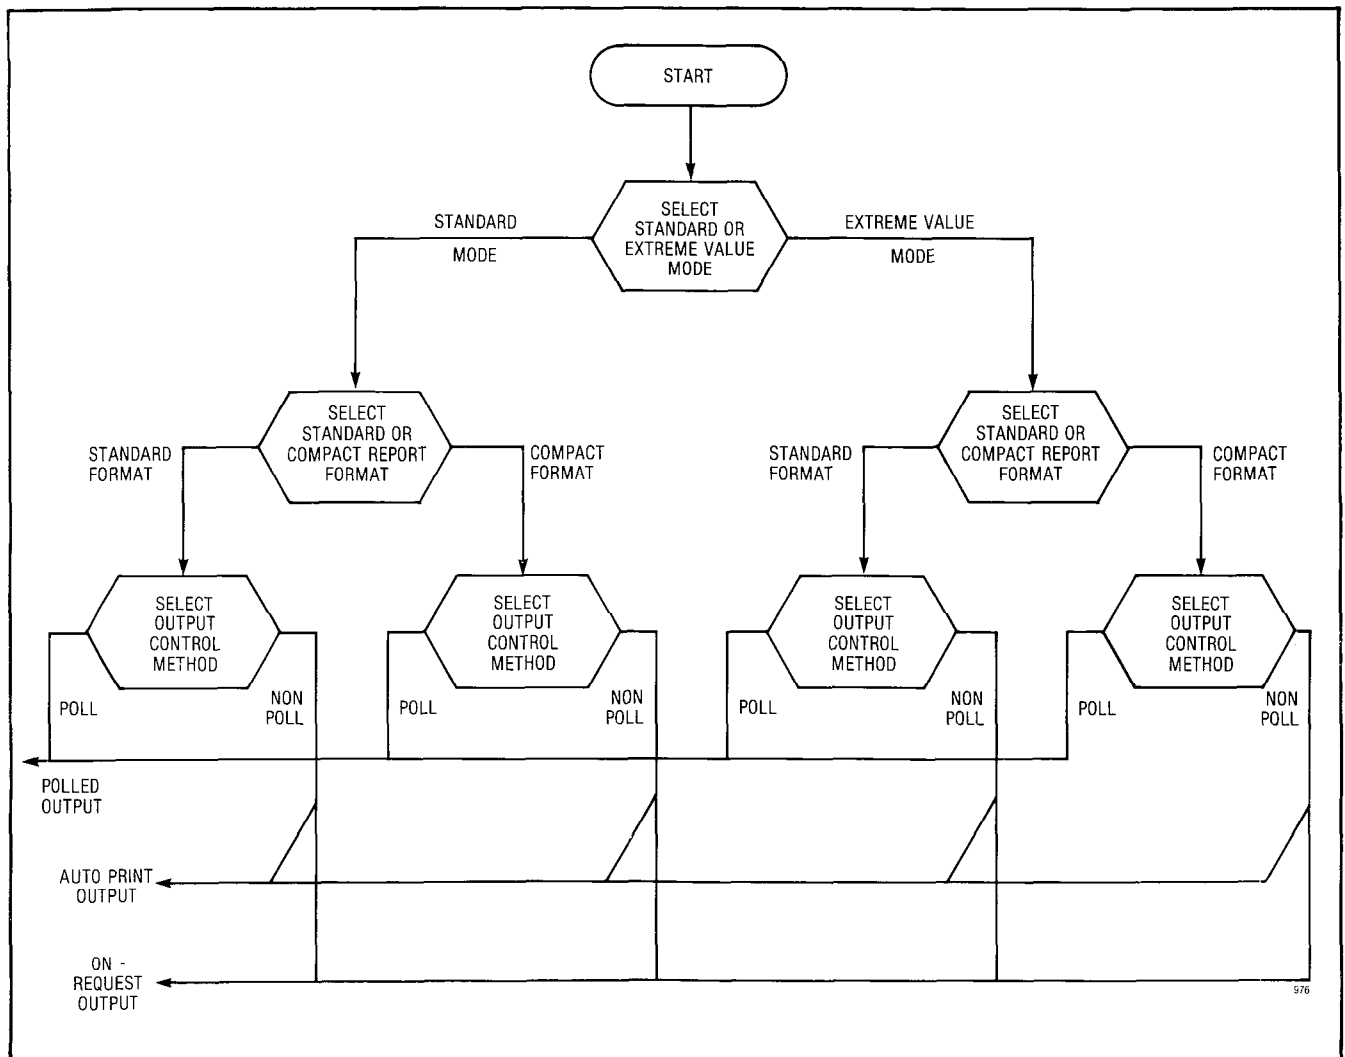 START
SELECT
STANDARD OR
EXTREME VALUE
MODE
STANDARD
MODE
EXTREME VALUE
MODE
SELECT
STANDARD OR
COMPACT REPORT
FORMAT
STANDARD
FORMAT
COMPACT
FORMAT
SELECT
STANDARD OR
COMPACT REPORT
FORMAT
STANDARD
FORMAT
COMPACT
FORMAT
SELECT
OUTPUT
CONTROL
METHOD
SELECT
OUTPUT
CONTROL
METHOD
SELECT
OUTPUT
CONTROL
METHOD
SELECT
OUTPUT
CONTROL
METHOD
POLL
NON
POLL
POLL
NON
POLL
POLL
NON
POLL
POLL
NON
POLL
POLLED
OUTPUT
AUTO PRINT
OUTPUT
ON -
REQUEST
OUTPUT
976